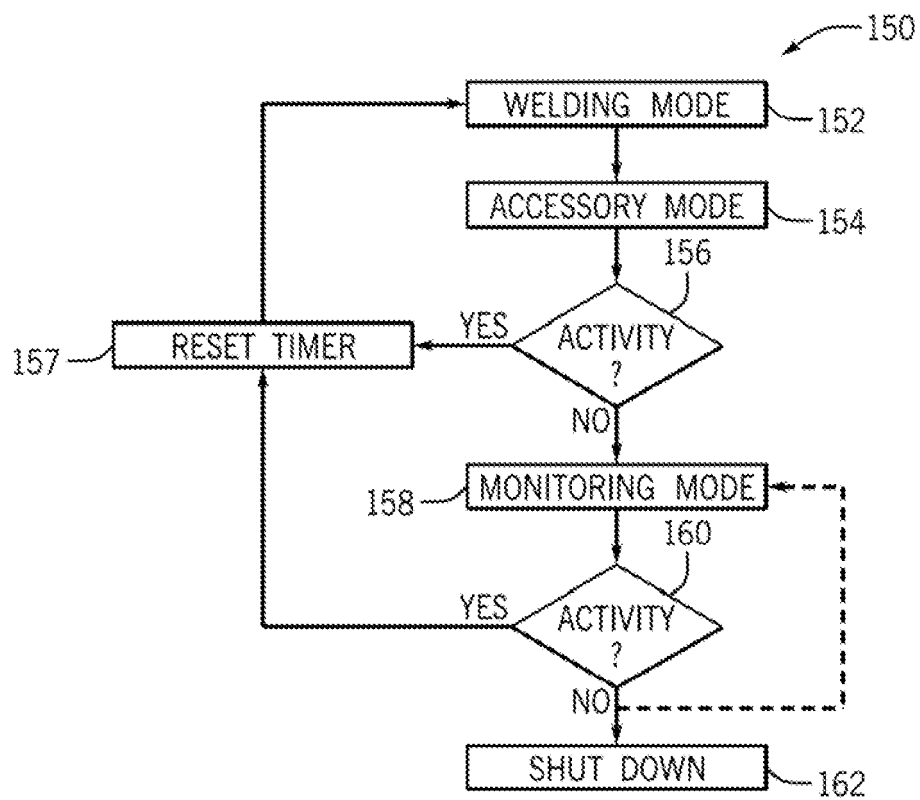 150
WELDING MODE
152
ACCESSORY MODE
154
156
ACTIVITY
?
YES
RESET TIMER
157
NO
MONITORING MODE
158
160
ACTIVITY
?
YES
NO
SHUT DOWN
162